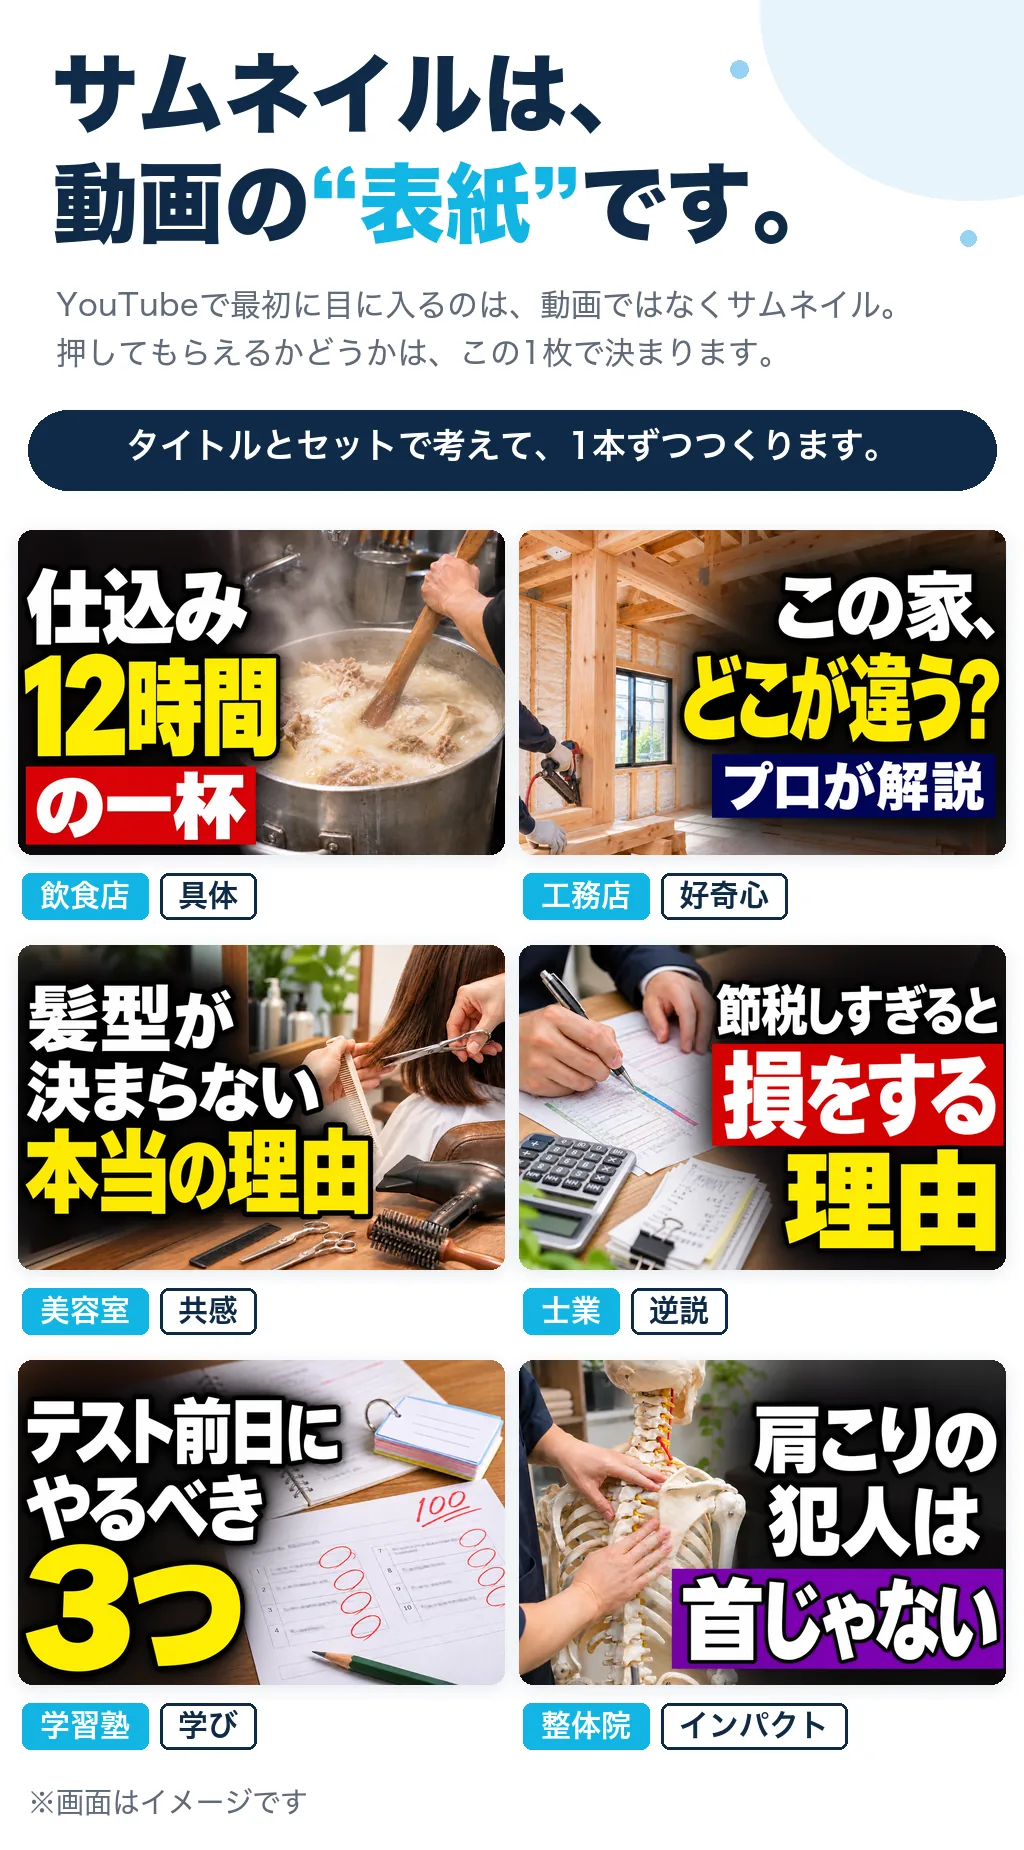 サムネイルは、
動画の“表紙”です。
YouTubeで最初に目に入るのは、動画ではなくサムネイル。
押してもらえるかどうかは、この1枚で決まります。
タイトルとセットで考えて、1本ずつつくります。
仕込み
12時間
の一杯
飲食店 具体
この家、
どこが違う?
プロが解説
工務店 好奇心
髪型が
決まらない
本当の理由
美容室 共感
節税しすぎると
損をする
理由
士業 逆説
テスト前日に
やるべき
3つ
100
学習塾 学び
肩こりの
犯人は
首じゃない
整体院 インパクト
※画面はイメージです